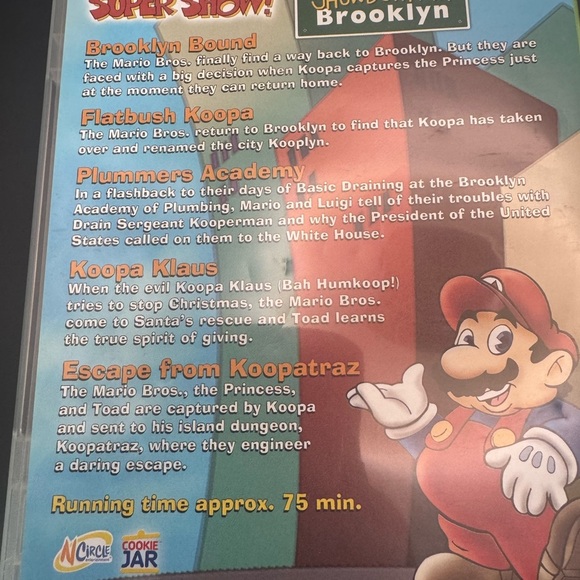 SUPER SHOW!
Brooklyn
Brooklyn Bound
The Mario Bros. finally find a way back to Brooklyn. But they are
faced with a big decision when Koopa captures the Princess just
at the moment they can return home.
Flatbush Koopa
The Mario Bros. return to Brooklyn to find that Koopa has taken
over and renamed the city Kooplyn.
Plummers Academy
In a flashback to their days of Basic Draining at the Brooklyn
Academy of Plumbing, Mario and Luigi tell of their troubles with
Drain Sergeant Kooperman and why the President of the United
States called on them to the White House.
Koopa Klaus
When the evil Koopa Klaus (Bah Humkoop!)
tries to stop Christmas, the Mario Bros.
come to Santa's rescue and Toad learns
the true spirit of giving.
Escape from Koopatraz
The Mario Bros., the Princess,
and Toad are captured by Koopa
and sent to his island dungeon,
Koopatraz, where they engineer
a daring escape.
Running time approx. 75 min.
NCIRCLE
COOKIE
JAR